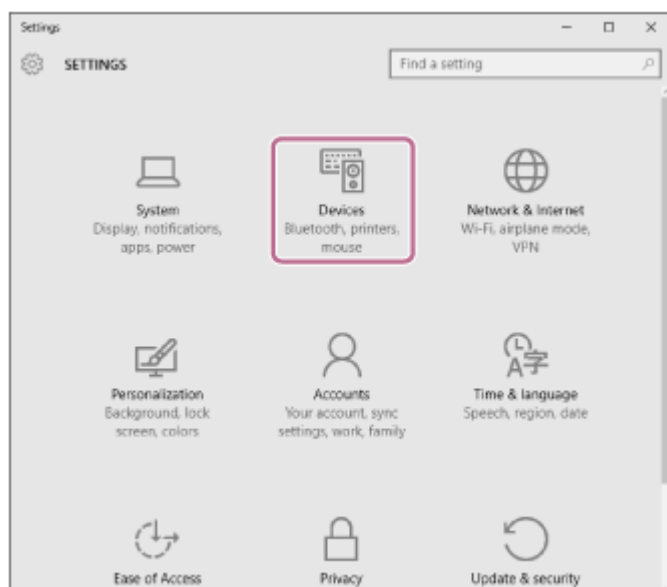 Settings
SETTINGS
Find a setting
System
Display, notifications,
apps, power
Devices
Bluetooth, printers,
mouse
Network & Internet
Wi-Fi, airplane mode,
VPN
Personalization
Background, lock
screen, colors
Accounts
Your account, sync
settings, work, family
Time & language
Speech, region, date
Ease of Access
Privacy
Update & security